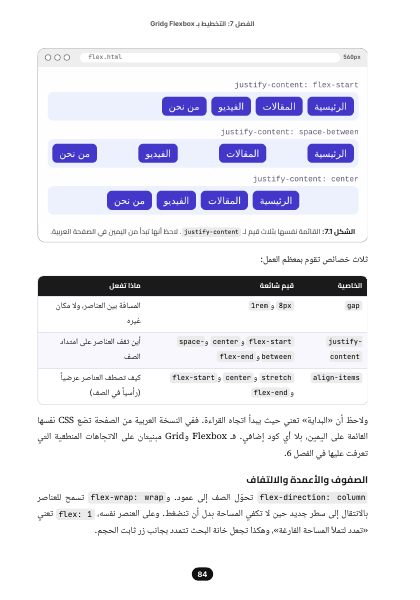 الفصل 7: التخطيط بـ Flexbox وGrid
flex.html
560px
justify-content: flex-start
الرئيسية المقالات الفيديو من نحن
justify-content: space-between
الرئيسية المقالات الفيديو من نحن
justify-content: center
الرئيسية المقالات الفيديو من نحن
الشكل 7.1: القائمة نفسها بثلاث قيم لـ justify-content. لاحظ أنها تبدأ من اليمين في الصفحة العربية.
ثلاث خصائص تقوم بمعظم العمل:
الخاصية قيم شائعة ماذا تفعل
gap 8px و 1rem المسافة بين العناصر، ولا مكان
غيره
justify- flex-start و center و space- أين تقف العناصر على امتداد
content between و flex-end الصف
align-items stretch و center و flex-start كيف تصطف العناصر عرضياً
و flex-end (رأسياً في الصف)
ولاحظ أن «البداية» تعني حيث يبدأ اتجاه القراءة. ففي النسخة العربية من الصفحة تضع CSS نفسها
القائمة على اليمين، بلا أي كود إضافي. فـ Flexbox وGrid مبنيتان على الاتجاهات المنطقية التي
تعرفت عليها في الفصل 6.
الصفوف والأعمدة والالتفاف
flex-direction: column تحوّل الصف إلى عمود. و flex-wrap: wrap تسمح للعناصر
بالانتقال إلى سطر جديد حين لا تكفي المساحة بدل أن تنضغط. وعلى العنصر نفسه، flex: 1 تعني
«تمدد لتملأ المساحة الفارغة»، وهكذا تجعل خانة البحث تتمدد بجانب زر ثابت الحجم.
84